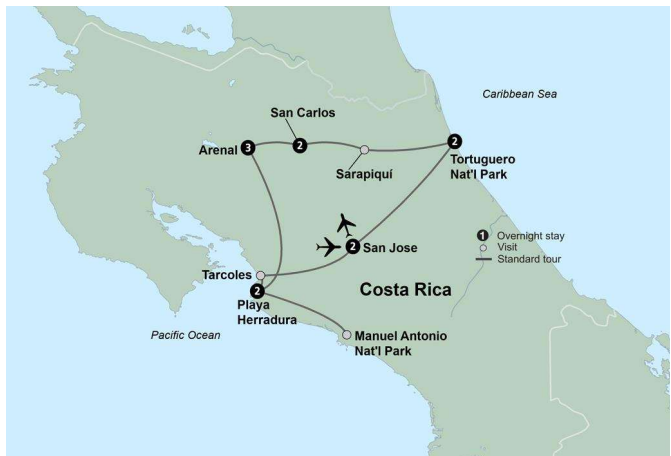 Caribbean Sea
San Carlos
2
2
Arenal
3
Sarapiquí
Tortuguero
Nat'l Park
1 Overnight stay
2
San Jose
Visit
Standard tour
Tarcoles
Costa Rica
2
Playa
Herradura
Pacific Ocean
Manuel Antonio
Nat'l Park